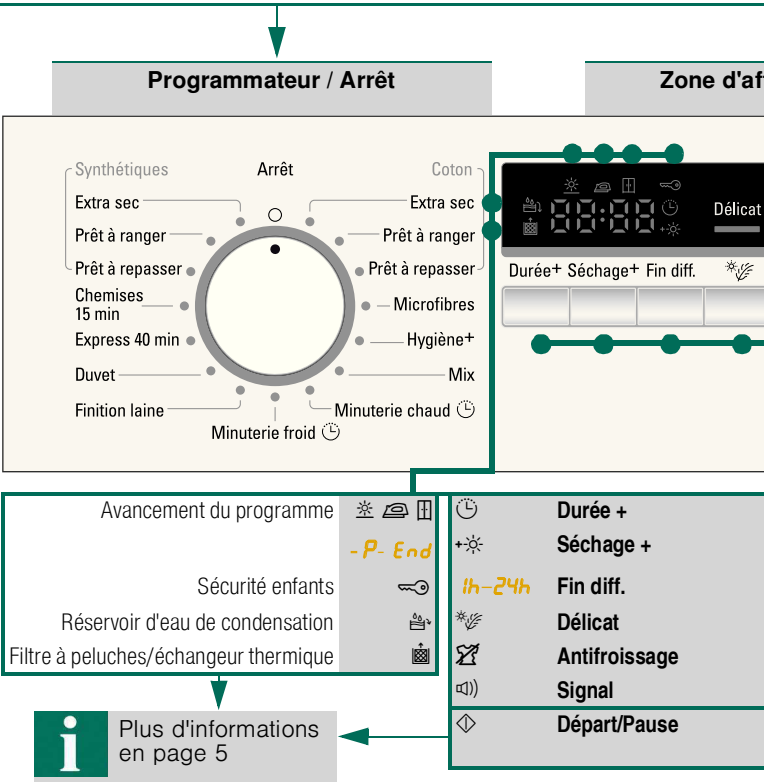 Programmateur / Arrêt
Zone d'aff
Synthétiques
Arrêt
Coton
Extra sec
Extra sec
Prêt à ranger
Prêt à ranger
Prêt à repasser
Prêt à repasser
Chemises
15 min
Microfibres
Express 40 min
Hygiène+
Duvet
Mix
Finition laine
Minuterie chaud
Minuterie froid
88:88
Délicat
Durée+ Séchage+ Fin diff.
Avancement du programme
-P- End
Sécurité enfants
Réservoir d'eau de condensation
Filtre à peluches/échangeur thermique
Durée +
Séchage +
1h-24h Fin diff.
Délicat
Antifroissage
Signal
Départ/Pause
i
Plus d'informations
en page 5